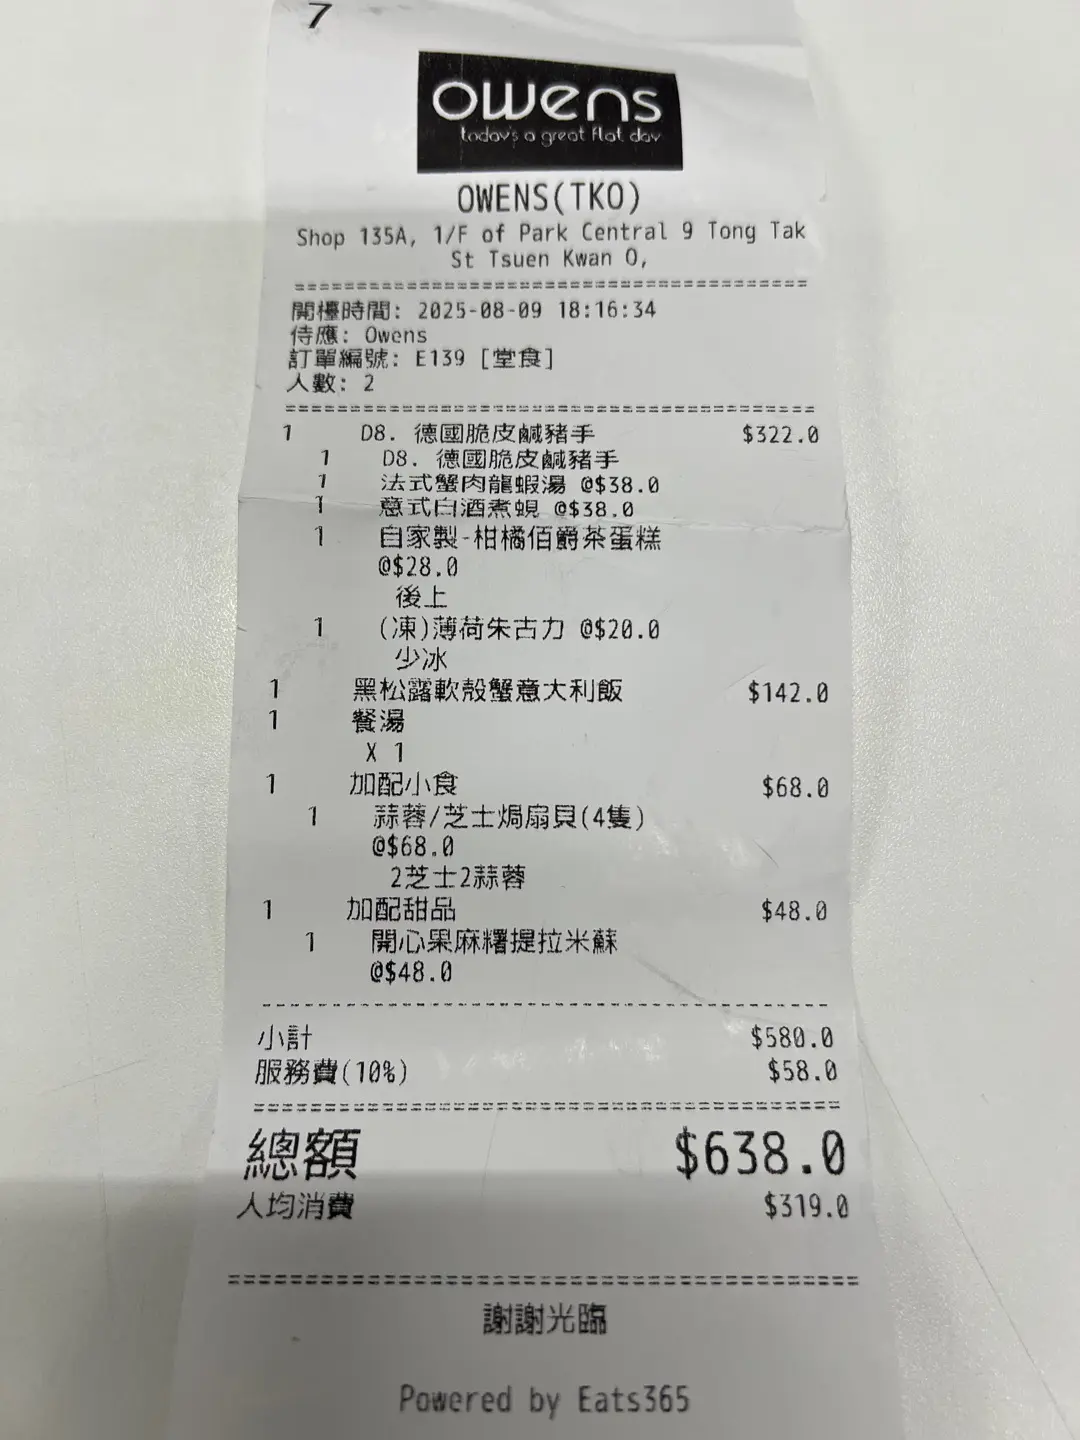 7
owens
today's a great flat day
OWENS(TKO)
Shop 135A, 1/F of Park Central 9 Tong Tak
St Tsuen Kwan O,
開檯時間: 2025-08-09 18:16:34
侍應: Owens
訂單編號: E139 [堂食]
人數: 2
1 D8. 德國脆皮鹹豬手 $322.0
1 D8. 德國脆皮鹹豬手
1 法式蟹肉龍蝦湯 @$38.0
1 意式白酒煮蜆 @$38.0
1 自家製-柑橘佰爵茶蛋糕
@$28.0
後上
1 (凍)薄荷朱古力 @$20.0
少冰
1 黑松露軟殼蟹意大利飯 $142.0
1 餐湯
X 1
1 加配小食 $68.0
1 蒜蓉/芝士焗扇貝(4隻)
@$68.0
2芝士2蒜蓉
1 加配甜品 $48.0
1 開心果麻糬提拉米蘇
@$48.0
小計 $580.0
服務費(10%) $58.0
總額 $638.0
人均消費 $319.0
謝謝光臨
Powered by Eats365